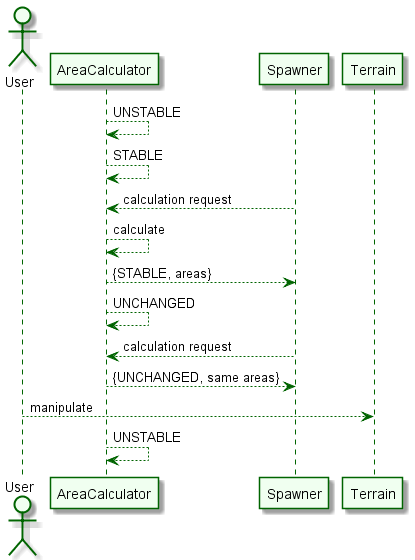 User
AreaCalculator
Spawner
Terrain
UNSTABLE
STABLE
calculation request
calculate
{STABLE, areas}
UNCHANGED
calculation request
{UNCHANGED, same areas}
manipulate
UNSTABLE
User
AreaCalculator
Spawner
Terrain